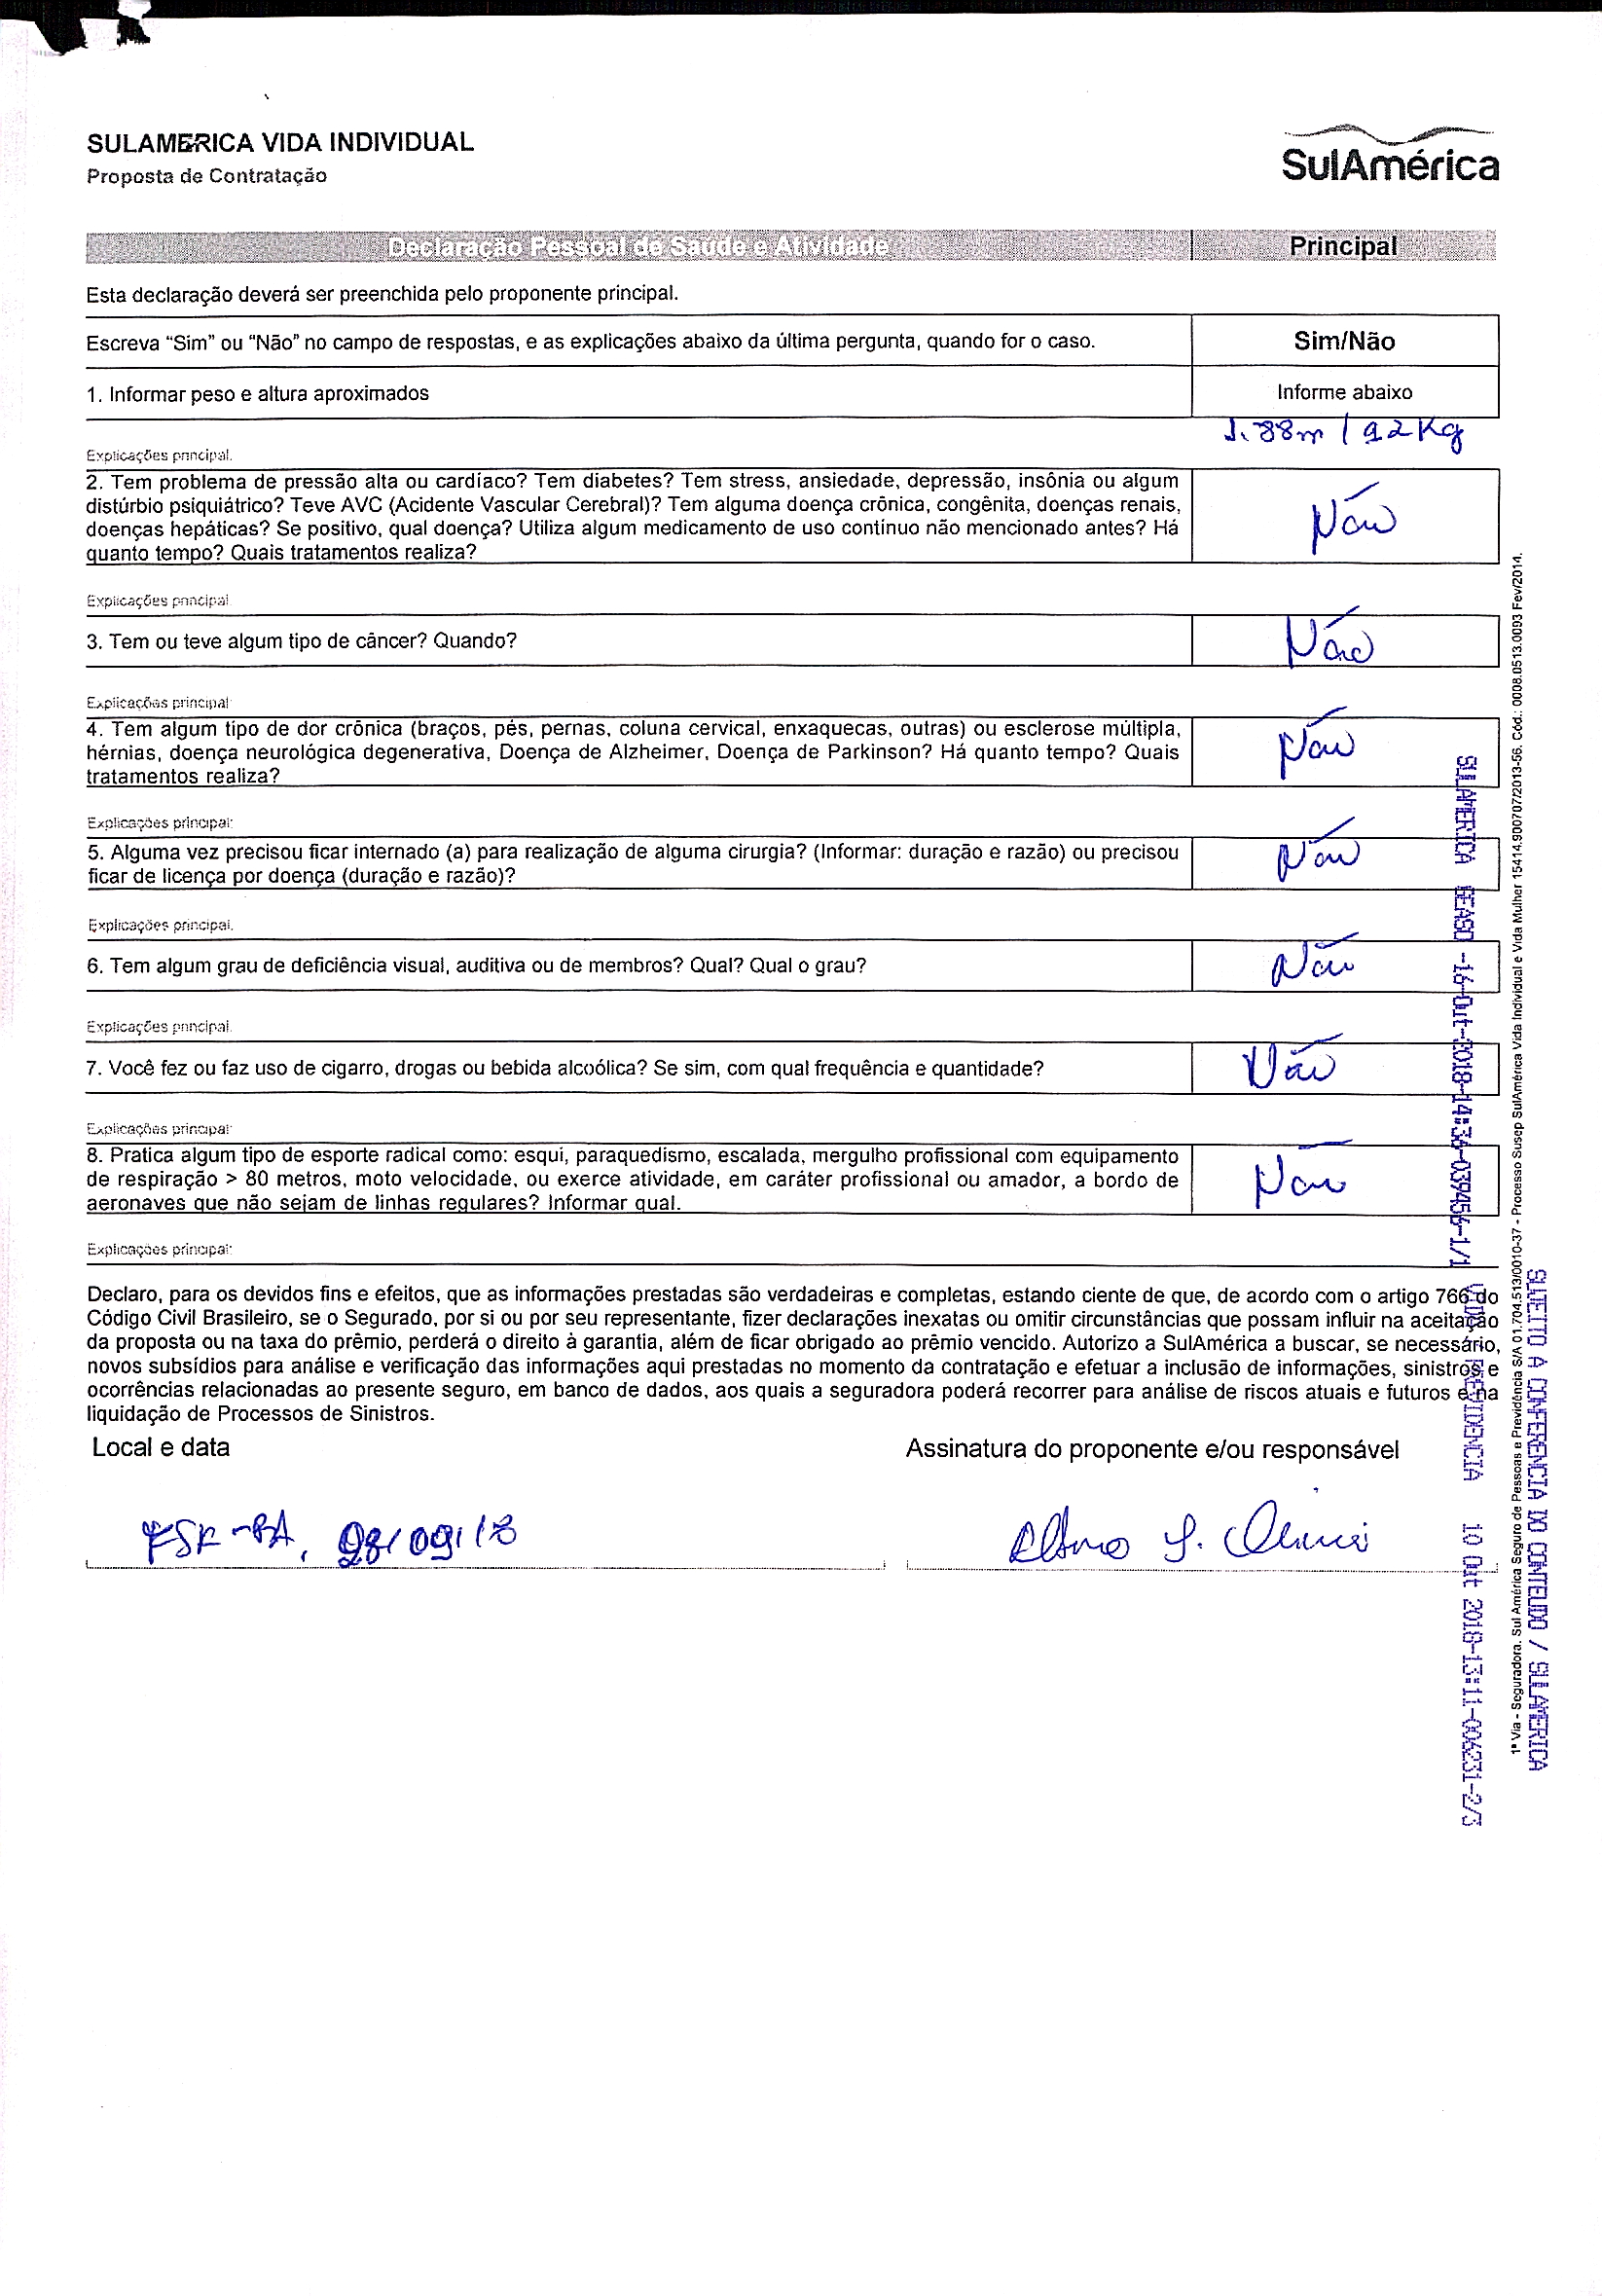 SULAMERICA VIDA INDIVIDUAL
Proposta de Contratação
SulAmérica
Declaração Pessoal de Saúde e Atividade Principal
Esta declaração deverá ser preenchida pelo proponente principal.
Escreva “Sim” ou “Não” no campo de respostas, e as explicações abaixo da última pergunta, quando for o caso. Sim/Não
1. Informar peso e altura aproximados Informe abaixo
1.88m / 92Kg
Explicações principal.
2. Tem problema de pressão alta ou cardíaco? Tem diabetes? Tem stress, ansiedade, depressão, insônia ou algum
distúrbio psiquiátrico? Teve AVC (Acidente Vascular Cerebral)? Tem alguma doença crônica, congênita, doenças renais,
doenças hepáticas? Se positivo, qual doença? Utiliza algum medicamento de uso contínuo não mencionado antes? Há
quanto tempo? Quais tratamentos realiza?
Não
Explicações principal
3. Tem ou teve algum tipo de câncer? Quando? Não
Explicações principal
4. Tem algum tipo de dor crônica (braços, pés, pernas, coluna cervical, enxaquecas, outras) ou esclerose múltipla,
hérnias, doença neurológica degenerativa, Doença de Alzheimer, Doença de Parkinson? Há quanto tempo? Quais
tratamentos realiza?
Não
Explicações principal:
5. Alguma vez precisou ficar internado (a) para realização de alguma cirurgia? (Informar: duração e razão) ou precisou
ficar de licença por doença (duração e razão)?
Não
Explicações principal.
6. Tem algum grau de deficiência visual, auditiva ou de membros? Qual? Qual o grau? Não
Explicações principal.
7. Você fez ou faz uso de cigarro, drogas ou bebida alcoólica? Se sim, com qual frequência e quantidade? Não
Explicações principal:
8. Pratica algum tipo de esporte radical como: esqui, paraquedismo, escalada, mergulho profissional com equipamento
de respiração > 80 metros, moto velocidade, ou exerce atividade, em caráter profissional ou amador, a bordo de
aeronaves que não sejam de linhas regulares? Informar qual.
Não
Explicações principal:
Declaro, para os devidos fins e efeitos, que as informações prestadas são verdadeiras e completas, estando ciente de que, de acordo com o artigo 766 do
Código Civil Brasileiro, se o Segurado, por si ou por seu representante, fizer declarações inexatas ou omitir circunstâncias que possam influir na aceitação
da proposta ou na taxa do prêmio, perderá o direito à garantia, além de ficar obrigado ao prêmio vencido. Autorizo a SulAmérica a buscar, se necessário,
novos subsídios para análise e verificação das informações aqui prestadas no momento da contratação e efetuar a inclusão de informações, sinistros e
ocorrências relacionadas ao presente seguro, em banco de dados, aos quais a seguradora poderá recorrer para análise de riscos atuais e futuros e na
liquidação de Processos de Sinistros.
Local e data
Assinatura do proponente e/ou responsável
FSA-BA, 28/09/18
SULAMERICA GEASO -16-Out-2018-14:36-039456-1/1
VIDA PREVIDENCIA 10 Out 2018-13:11-006231-2/3
1ª Via - Seguradora. Sul América Seguro de Pessoas e Previdência S/A 01.704.513/0010-37 - Processo Susep SulAmérica Vida Individual e Vida Mulher 15414.900707/2013-56. Cód.: 0008.0513.0093 Fev/2014.
SUJEITO A CONFERENCIA DO CONTEUDO / SULAMERICA